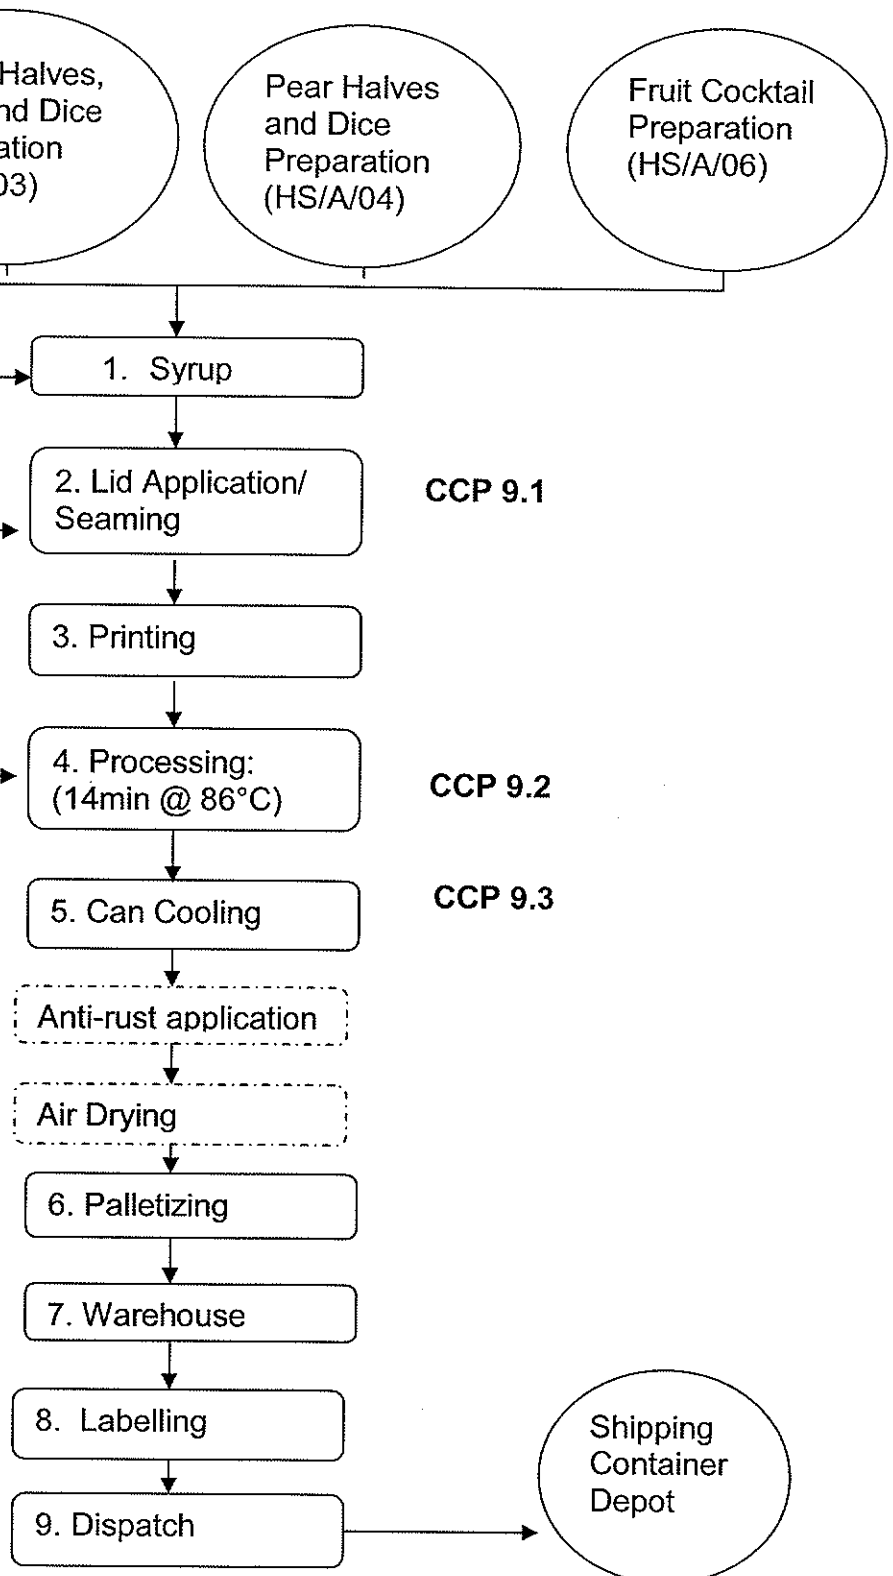 Halves,
nd Dice
ation
03)
Pear Halves
and Dice
Preparation
(HS/A/04)
Fruit Cocktail
Preparation
(HS/A/06)
1. Syrup
2. Lid Application/
Seaming
CCP 9.1
3. Printing
4. Processing:
(14min @ 86°C)
CCP 9.2
5. Can Cooling
CCP 9.3
Anti-rust application
Air Drying
6. Palletizing
7. Warehouse
8. Labelling
9. Dispatch
Shipping
Container
Depot